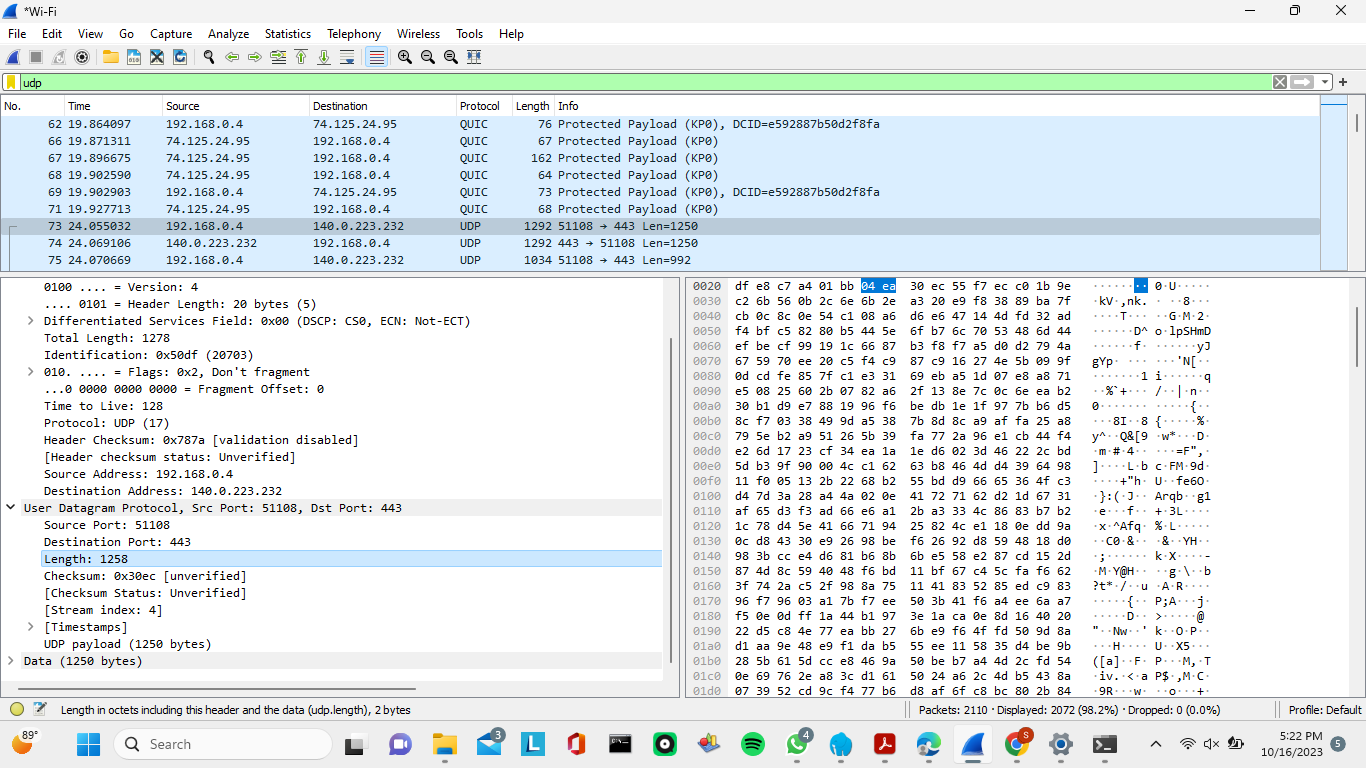 *Wi-Fi
File Edit View Go Capture Analyze Statistics Telephony Wireless Tools Help
udp
No. Time Source Destination Protocol Length Info
62 19.864097 192.168.0.4 74.125.24.95 QUIC 76 Protected Payload (KP0), DCID=e592887b50d2f8fa
66 19.871311 74.125.24.95 192.168.0.4 QUIC 67 Protected Payload (KP0)
67 19.896675 74.125.24.95 192.168.0.4 QUIC 162 Protected Payload (KP0)
68 19.902590 74.125.24.95 192.168.0.4 QUIC 64 Protected Payload (KP0)
69 19.902903 192.168.0.4 74.125.24.95 QUIC 73 Protected Payload (KP0), DCID=e592887b50d2f8fa
71 19.927713 74.125.24.95 192.168.0.4 QUIC 68 Protected Payload (KP0)
73 24.055032 192.168.0.4 140.0.223.232 UDP 1292 51108 → 443 Len=1250
74 24.069106 140.0.223.232 192.168.0.4 UDP 1292 443 → 51108 Len=1250
75 24.070669 192.168.0.4 140.0.223.232 UDP 1034 51108 → 443 Len=992
0100 .... = Version: 4
.... 0101 = Header Length: 20 bytes (5)
Differentiated Services Field: 0x00 (DSCP: CS0, ECN: Not-ECT)
Total Length: 1278
Identification: 0x50df (20703)
010. .... = Flags: 0x2, Don't fragment
...0 0000 0000 0000 = Fragment Offset: 0
Time to Live: 128
Protocol: UDP (17)
Header Checksum: 0x787a [validation disabled]
[Header checksum status: Unverified]
Source Address: 192.168.0.4
Destination Address: 140.0.223.232
User Datagram Protocol, Src Port: 51108, Dst Port: 443
Source Port: 51108
Destination Port: 443
Length: 1258
Checksum: 0x30ec [unverified]
[Checksum Status: Unverified]
[Stream index: 4]
[Timestamps]
UDP payload (1250 bytes)
Data (1250 bytes)
0020 df e8 c7 a4 01 bb 04 ea 30 ec 55 f7 ec c0 1b 9e
0030 c2 6b 56 0b 2c 6e 6b 2e a3 20 e9 f8 38 89 ba 7f
0040 cb 0c 8c 0e 54 c1 08 a6 d6 e6 47 14 4d fd 32 ad
0050 f4 bf c5 82 80 b5 44 5e 6f b7 6c 70 53 48 6d 44
0060 ef be cf 99 19 1c 66 87 b3 f8 f7 a5 d0 d2 79 4a
0070 67 59 70 ee 20 c5 f4 c9 87 c9 16 27 4e 5b 09 9f
0080 0d cd fe 85 7f c1 e3 31 69 eb a5 1d 07 e8 a8 71
0090 e5 08 25 60 2b 07 82 a6 2f 13 8e 7c 0c 6e ea b2
00a0 30 b1 d9 e7 88 19 96 f6 be db 1e 1f 97 7b b6 d5
00b0 8c f7 03 38 49 9d a5 38 7b 8d 8c a9 af fa 25 a8
00c0 79 5e b2 a9 51 26 5b 39 fa 77 2a 96 e1 cb 44 f4
00d0 e2 6d 17 23 cf 34 ea 1a 1e d6 02 3d 46 22 2c bd
00e0 5d b3 9f 90 00 4c c1 62 63 b8 46 4d d4 39 64 98
00f0 11 f0 05 13 2b 22 68 b2 55 bd d9 66 65 36 4f c3
0100 d4 7d 3a 28 a4 4a 02 0e 41 72 71 62 d2 1d 67 31
0110 af 65 d3 f3 ad 66 e6 a1 2b a3 33 4c 86 83 b7 b2
0120 1c 78 d4 5e 41 66 71 94 25 82 4c e1 18 0e dd 9a
0130 0c d8 43 30 e9 26 98 be f6 26 92 d8 59 48 18 d0
0140 98 3b cc e4 d6 81 b6 8b 6b e5 58 e2 87 cd 15 2d
0150 87 4d 8c 59 40 48 f6 bd 11 bf 67 c4 5c fa f6 62
0160 3f 74 2a c5 2f 98 8a 75 11 41 83 52 85 ed c9 83
0170 96 f7 96 03 a1 7b f7 ee 50 3b 41 f6 a4 ee 6a a7
0180 f5 0e 0d ff 1a 44 b1 97 3e 1a ca 0e 8d 16 40 20
0190 22 d5 c8 4e 77 ea bb 27 6b e9 f6 4f fd 50 9d 8a
01a0 d1 aa 9e 48 e9 f1 da b5 55 ee 11 58 35 d4 be 9b
01b0 28 5b 61 5d cc e8 46 9a 50 be b7 a4 4d 2c fd 54
01c0 0e 69 76 2e a8 3c d1 61 50 24 a6 2c 4d b5 43 8a
01d0 07 39 52 cd 9c f4 77 b6 d8 af 6f c8 bc 80 2b 84
Length in octets including this header and the data (udp.length), 2 bytes
Packets: 2110 · Displayed: 2072 (98.2%) · Dropped: 0 (0.0%)
Profile: Default
89°
Search
3
4
S
5:22 PM
10/16/2023
5